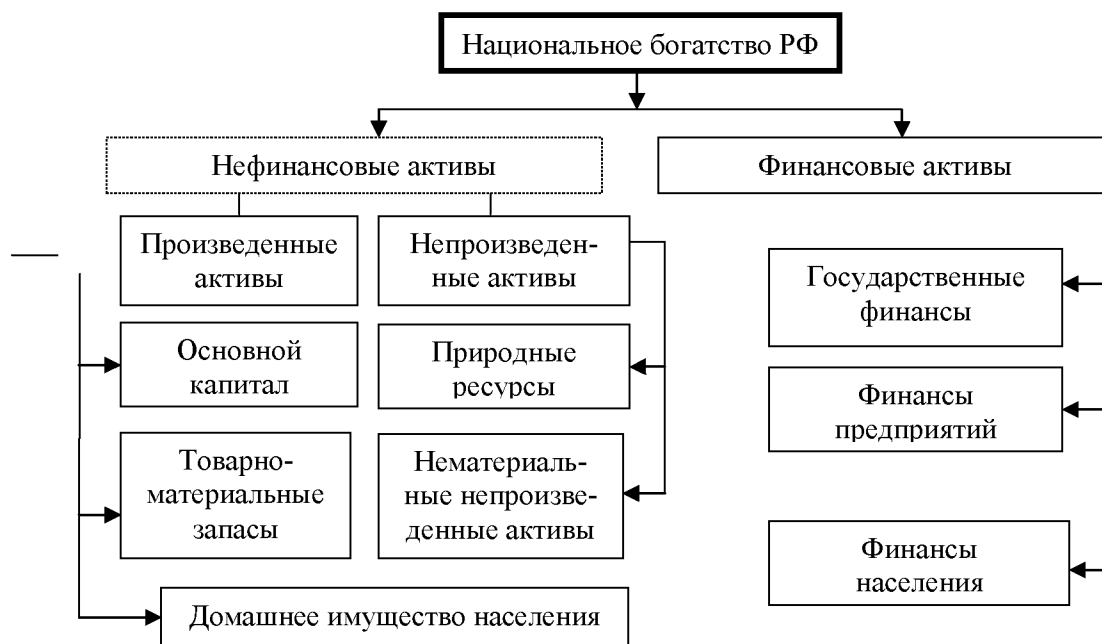 Национальное богатство РФ
Нефинансовые активы
Финансовые активы
Произведенные
активы
Непроизведен-
ные активы
Государственные
финансы
Основной
капитал
Природные
ресурсы
Финансы
предприятий
Товарно-
материальные
запасы
Нематериаль-
ные непроизве-
денные активы
Финансы
населения
Домашнее имущество населения